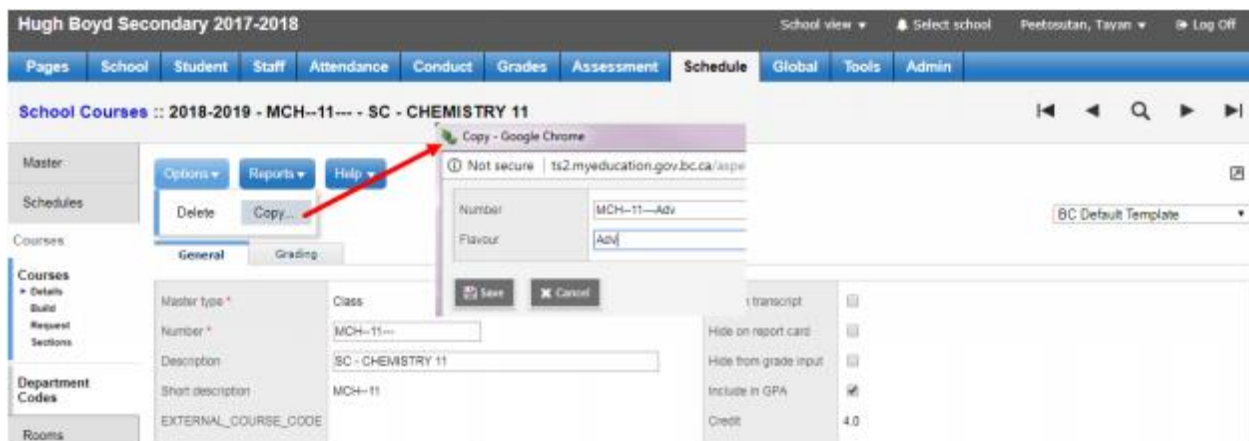 Hugh Boyd Secondary 2017-2018
School view ▾ Select school Peetosutan, Tayan ▾ Log Off
Pages School Student Staff Attendance Conduct Grades Assessment Schedule Global Tools Admin
School Courses :: 2018-2019 - MCH--11--- - SC - CHEMISTRY 11
Copy - Google Chrome
Not secure | ts2.myeducation.gov.bc.ca/aspe
Number MCH--11---Adv
Flavour Adv
Save Cancel
Master
Schedules
Courses
Courses
Details
Build
Request
Sections
Department
Codes
Rooms
Options ▾ Reports ▾ Help ▾
Delete Copy...
BC Default Template
General Grading
Master type * Class
Number * MCH--11---
Description SC - CHEMISTRY 11
Short description MCH--11
EXTERNAL_COURSE_CODE
transcript
Hide on report card
Hide from grade input
Include in GPA
Credit 4.0